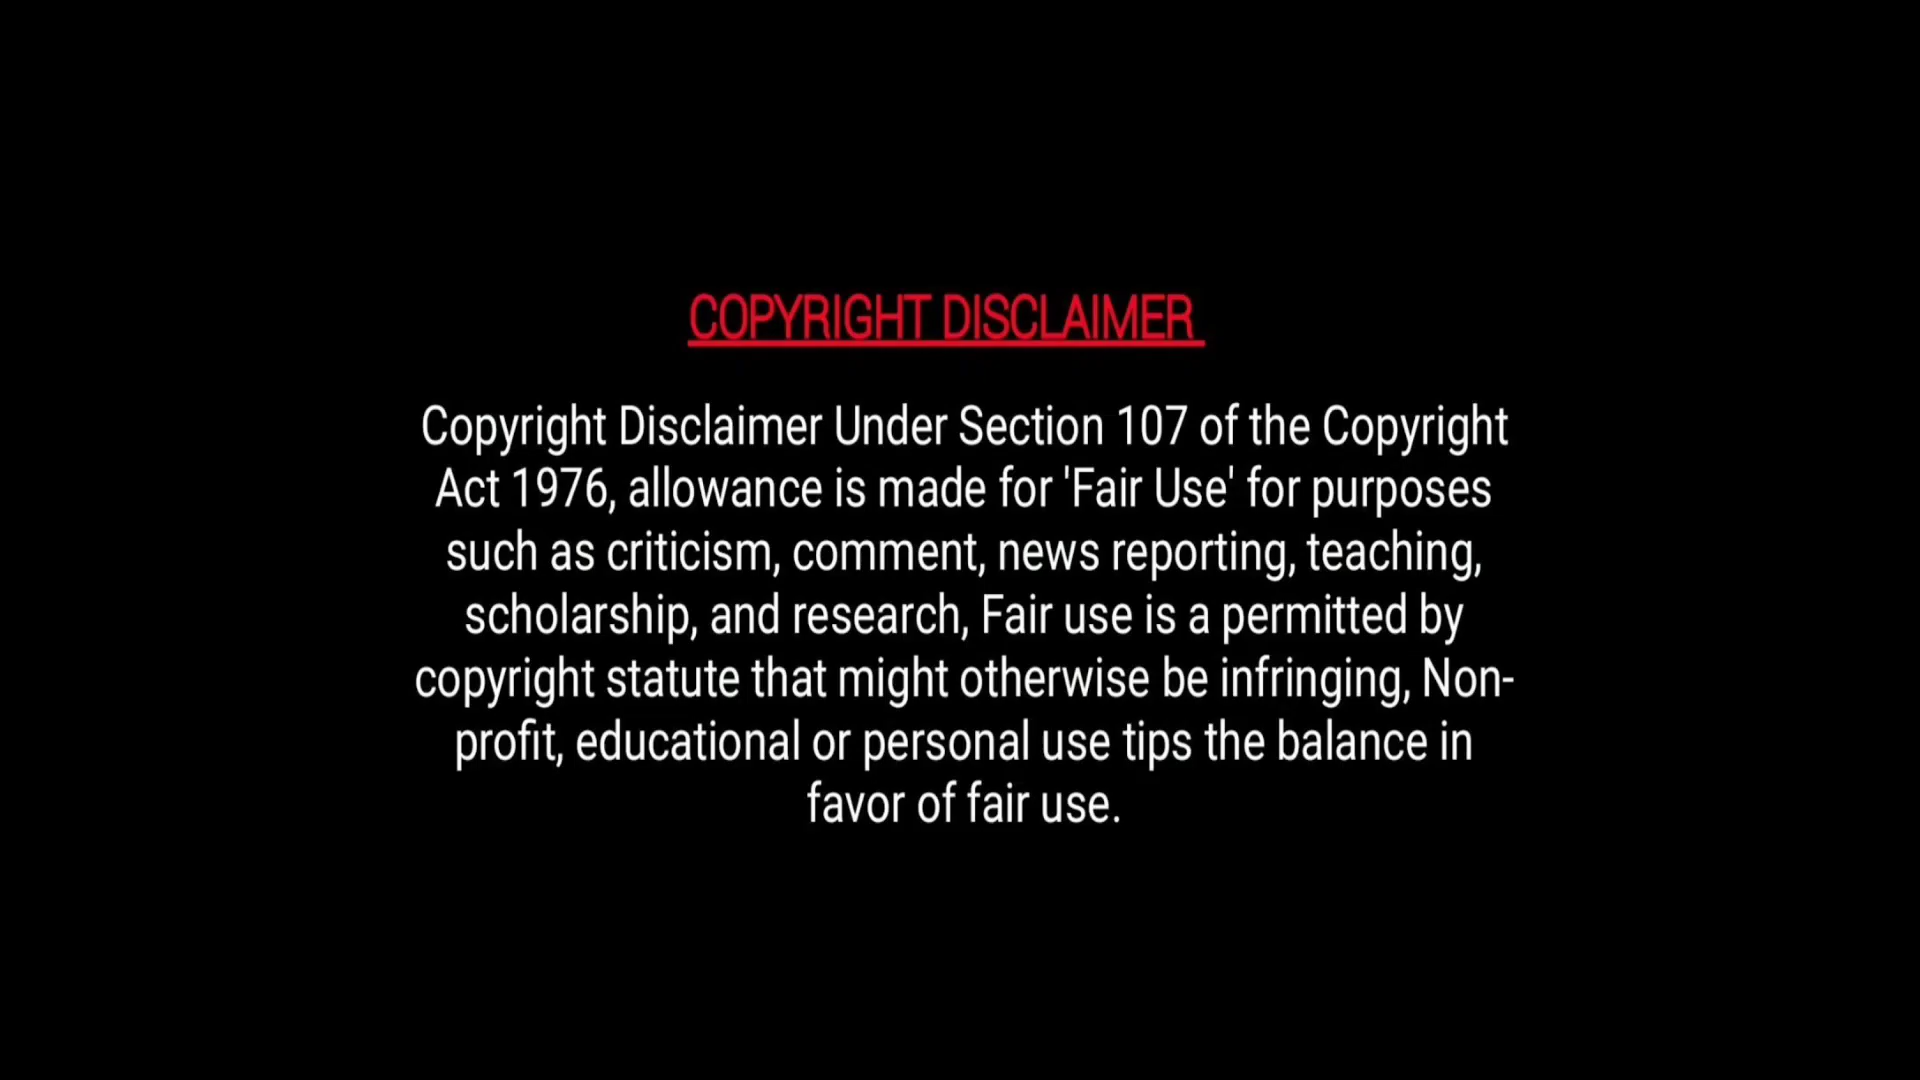 COPYRIGHT DISCLAIMER
Copyright Disclaimer Under Section 107 of the Copyright
Act 1976, allowance is made for 'Fair Use' for purposes
such as criticism, comment, news reporting, teaching,
scholarship, and research, Fair use is a permitted by
copyright statute that might otherwise be infringing, Non-
profit, educational or personal use tips the balance in
favor of fair use.